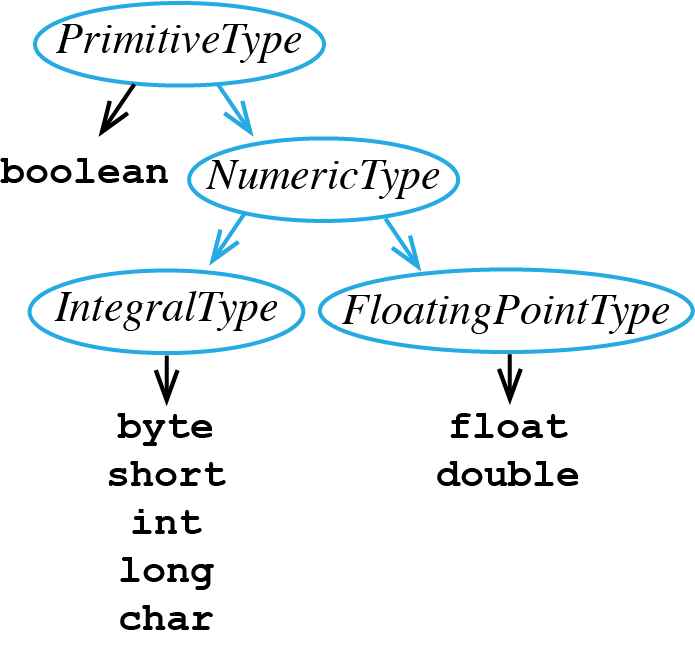 PrimitiveType
boolean
NumericType
IntegralType
FloatingPointType
byte
short
int
long
char
float
double